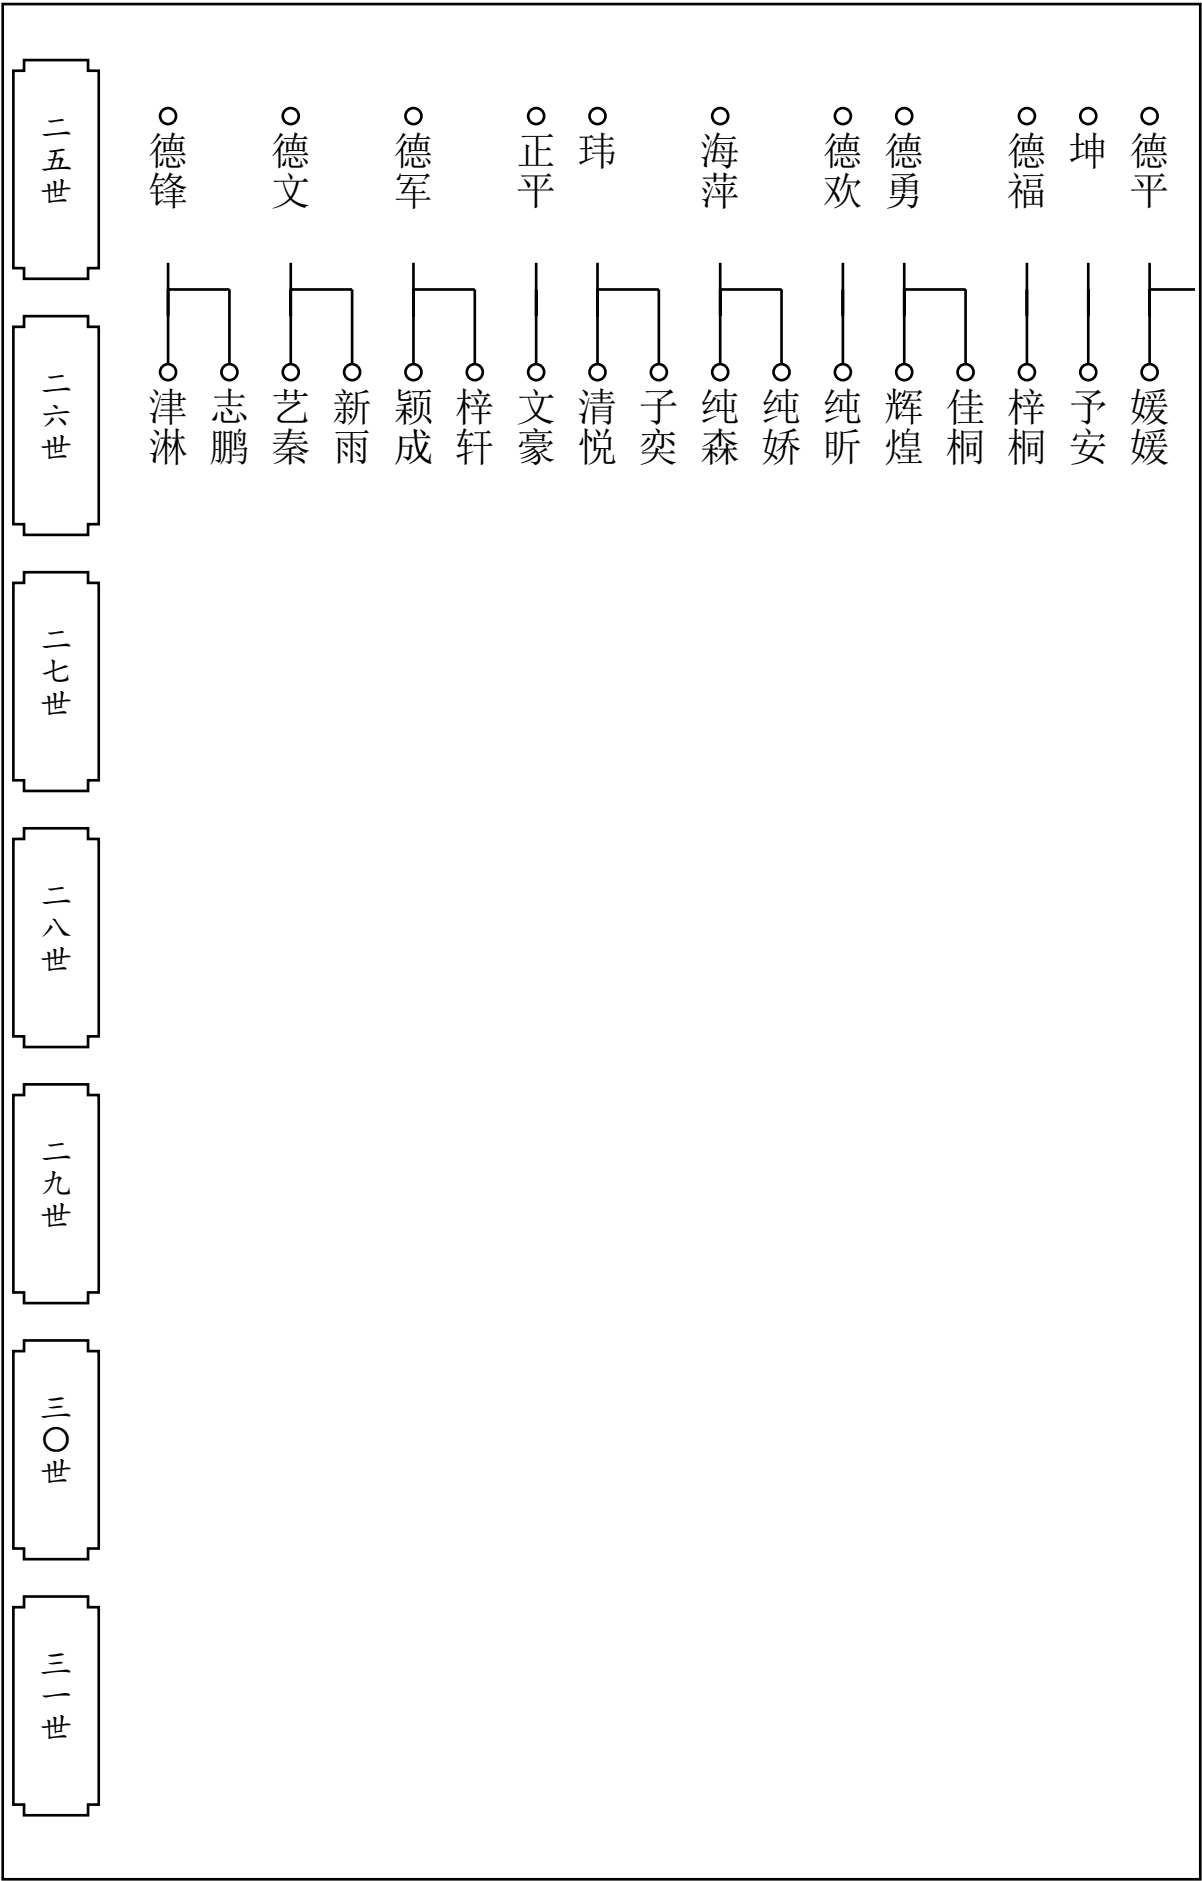 二五世
德锋
德文
德军
正平
玮
海萍
德欢
德勇
德福
坤
德平
二六世
津淋
志鹏
艺秦
新雨
颖成
梓轩
文豪
清悦
子奕
纯森
纯娇
纯昕
辉煌
佳桐
梓桐
予安
媛媛
二七世
二八世
二九世
三〇世
三一世